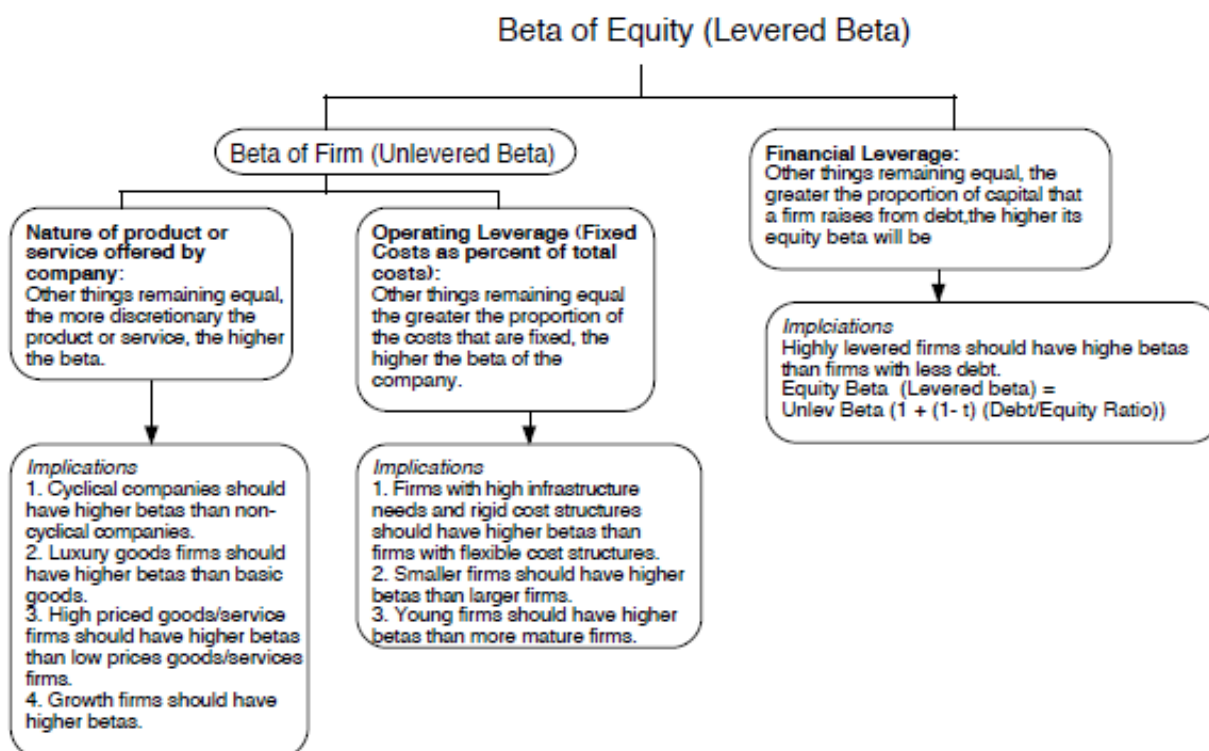 Beta of Equity (Levered Beta)
Beta of Firm (Unlevered Beta)
Nature of product or
service offered by
company:
Other things remaining equal,
the more discretionary the
product or service, the higher
the beta.
Implications
1. Cyclical companies should
have higher betas than non-
cyclical companies.
2. Luxury goods firms should
have higher betas than basic
goods.
3. High priced goods/service
firms should have higher betas
than low prices goods/services
firms.
4. Growth firms should have
higher betas.
Operating Leverage (Fixed
Costs as percent of total
costs):
Other things remaining equal
the greater the proportion of
the costs that are fixed, the
higher the beta of the
company.
Implications
1. Firms with high infrastructure
needs and rigid cost structures
should have higher betas than
firms with flexible cost structures.
2. Smaller firms should have higher
betas than larger firms.
3. Young firms should have higher
betas than more mature firms.
Financial Leverage:
Other things remaining equal, the
greater the proportion of capital that
a firm raises from debt,the higher its
equity beta will be
Implciations
Highly levered firms should have highe betas
than firms with less debt.
Equity Beta (Levered beta) =
Unlev Beta (1 + (1- t) (Debt/Equity Ratio))